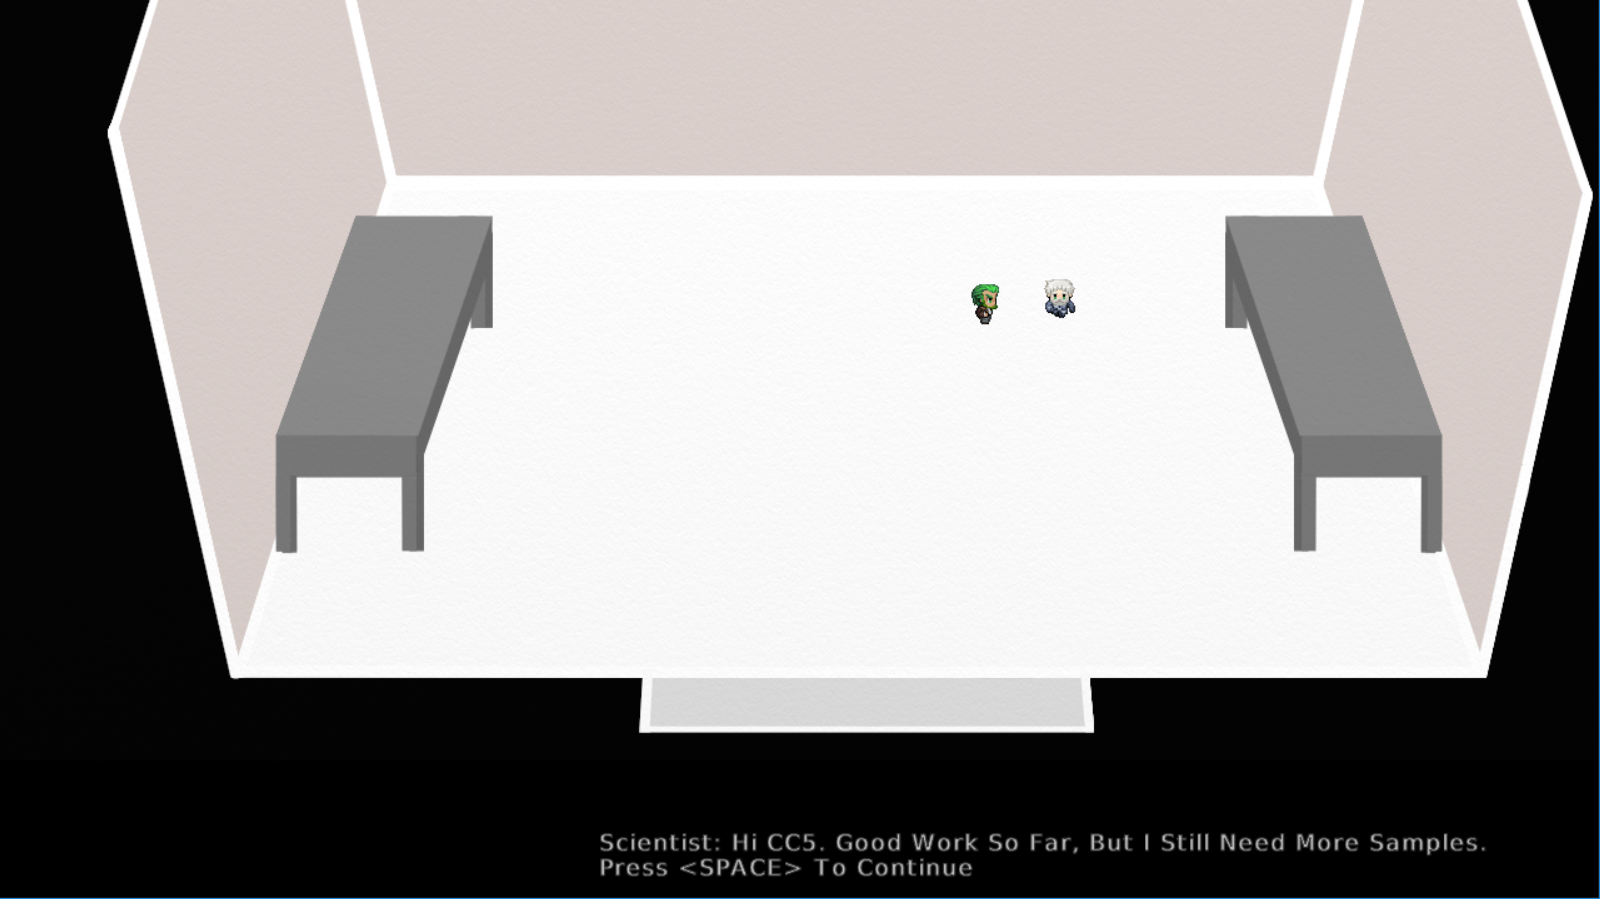 Scientist: Hi CC5. Good Work So Far, But I Still Need More Samples.
Press <SPACE> To Continue